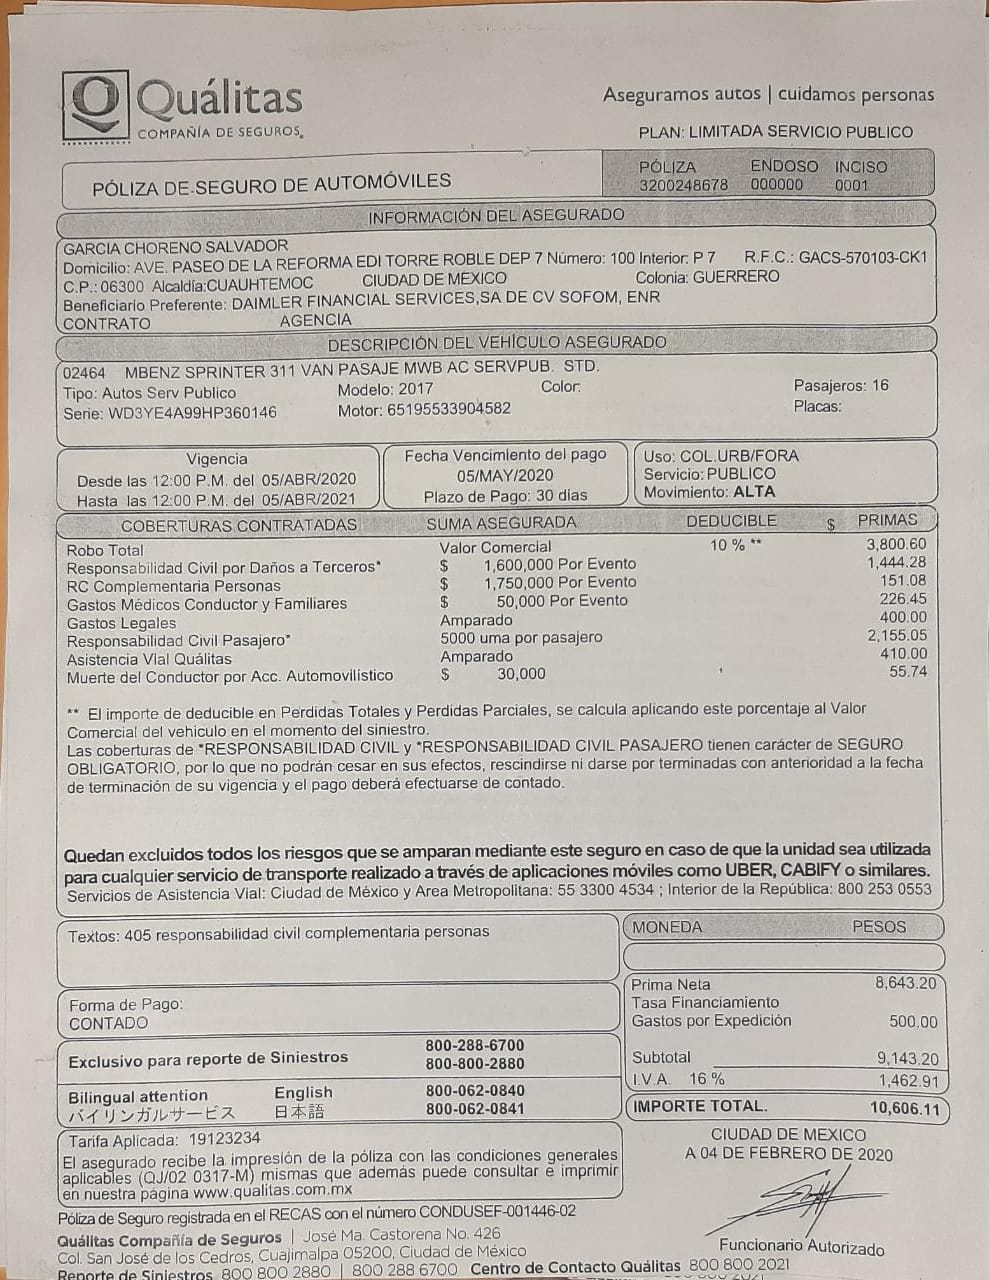 Quálitas
COMPAÑÍA DE SEGUROS
Aseguramos autos | cuidamos personas
PLAN: LIMITADA SERVICIO PUBLICO
PÓLIZA DE SEGURO DE AUTOMÓVILES
PÓLIZA ENDOSO INCISO
3200248678 000000 0001
INFORMACIÓN DEL ASEGURADO
GARCIA CHORENO SALVADOR
Domicilio: AVE. PASEO DE LA REFORMA EDI TORRE ROBLE DEP 7 Número: 100 Interior: P 7 R.F.C.: GACS-570103-CK1
C.P.: 06300 Alcaldía:CUAUHTEMOC CIUDAD DE MEXICO Colonia: GUERRERO
Beneficiario Preferente: DAIMLER FINANCIAL SERVICES,SA DE CV SOFOM, ENR
CONTRATO AGENCIA
DESCRIPCIÓN DEL VEHÍCULO ASEGURADO
02464 MBENZ SPRINTER 311 VAN PASAJE MWB AC SERVPUB. STD.
Tipo: Autos Serv Publico Modelo: 2017 Color: Pasajeros: 16
Serie: WD3YE4A99HP360146 Motor: 65195533904582 Placas:
Vigencia
Desde las 12:00 P.M. del 05/ABR/2020
Hasta las 12:00 P.M. del 05/ABR/2021
Fecha Vencimiento del pago
05/MAY/2020
Plazo de Pago: 30 dias
Uso: COL.URB/FORA
Servicio: PUBLICO
Movimiento: ALTA
COBERTURAS CONTRATADAS SUMA ASEGURADA DEDUCIBLE $ PRIMAS
Robo Total Valor Comercial 10 % ** 3,800.60
Responsabilidad Civil por Daños a Terceros* $ 1,600,000 Por Evento 1,444.28
RC Complementaria Personas $ 1,750,000 Por Evento 151.08
Gastos Médicos Conductor y Familiares $ 50,000 Por Evento 226.45
Gastos Legales Amparado 400.00
Responsabilidad Civil Pasajero* 5000 uma por pasajero 2,155.05
Asistencia Vial Quálitas Amparado 410.00
Muerte del Conductor por Acc. Automovilistico $ 30,000 55.74
** El importe de deducible en Perdidas Totales y Perdidas Parciales, se calcula aplicando este porcentaje al Valor
Comercial del vehiculo en el momento del siniestro.
Las coberturas de *RESPONSABILIDAD CIVIL y *RESPONSABILIDAD CIVIL PASAJERO tienen carácter de SEGURO
OBLIGATORIO, por lo que no podrán cesar en sus efectos, rescindirse ni darse por terminadas con anterioridad a la fecha
de terminación de su vigencia y el pago deberá efectuarse de contado.
Quedan excluidos todos los riesgos que se amparan mediante este seguro en caso de que la unidad sea utilizada
para cualquier servicio de transporte realizado a través de aplicaciones móviles como UBER, CABIFY o similares.
Servicios de Asistencia Vial: Ciudad de México y Area Metropolitana: 55 3300 4534 ; Interior de la República: 800 253 0553
Textos: 405 responsabilidad civil complementaria personas
MONEDA PESOS
Forma de Pago:
CONTADO
Prima Neta 8,643.20
Tasa Financiamiento
Gastos por Expedición 500.00
Subtotal 9,143.20
I.V.A. 16 % 1,462.91
IMPORTE TOTAL. 10,606.11
Exclusivo para reporte de Siniestros 800-288-6700
800-800-2880
Bilingual attention English 800-062-0840
バイリンガルサービス 日本語 800-062-0841
Tarifa Aplicada: 19123234
El asegurado recibe la impresión de la póliza con las condiciones generales
aplicables (QJ/02 0317-M) mismas que además puede consultar e imprimir
en nuestra página www.qualitas.com.mx
CIUDAD DE MEXICO
A 04 DE FEBRERO DE 2020
Póliza de Seguro registrada en el RECAS con el número CONDUSEF-001446-02
Quálitas Compañía de Seguros | José Ma. Castorena No. 426
Col. San José de los Cedros, Cuajimalpa 05200, Ciudad de México
Funcionario Autorizado
Reporte de Siniestros 800 800 2880 | 800 288 6700 Centro de Contacto Quálitas 800 800 2021